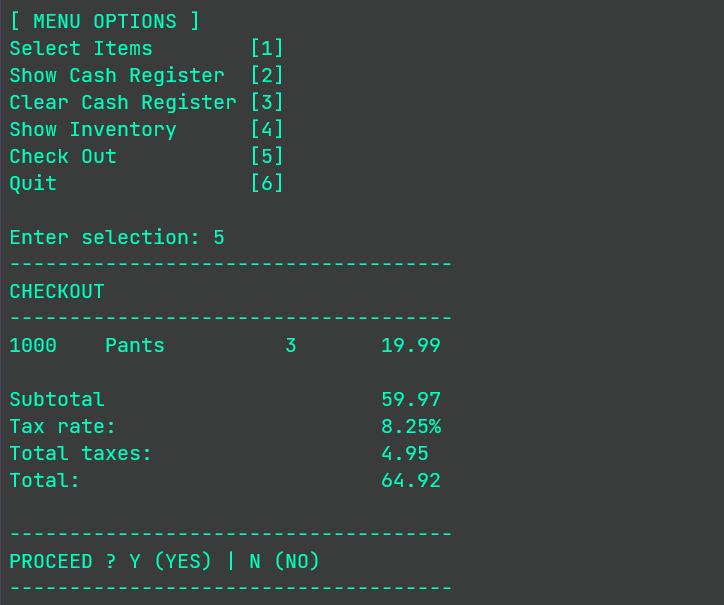 [ MENU OPTIONS ]
Select Items        [1]
Show Cash Register  [2]
Clear Cash Register [3]
Show Inventory      [4]
Check Out           [5]
Quit                [6]

Enter selection: 5
-------------------------------------
CHECKOUT
-------------------------------------
1000    Pants          3       19.99

Subtotal                       59.97
Tax rate:                      8.25%
Total taxes:                   4.95
Total:                         64.92

-------------------------------------
PROCEED ? Y (YES) | N (NO)
-------------------------------------